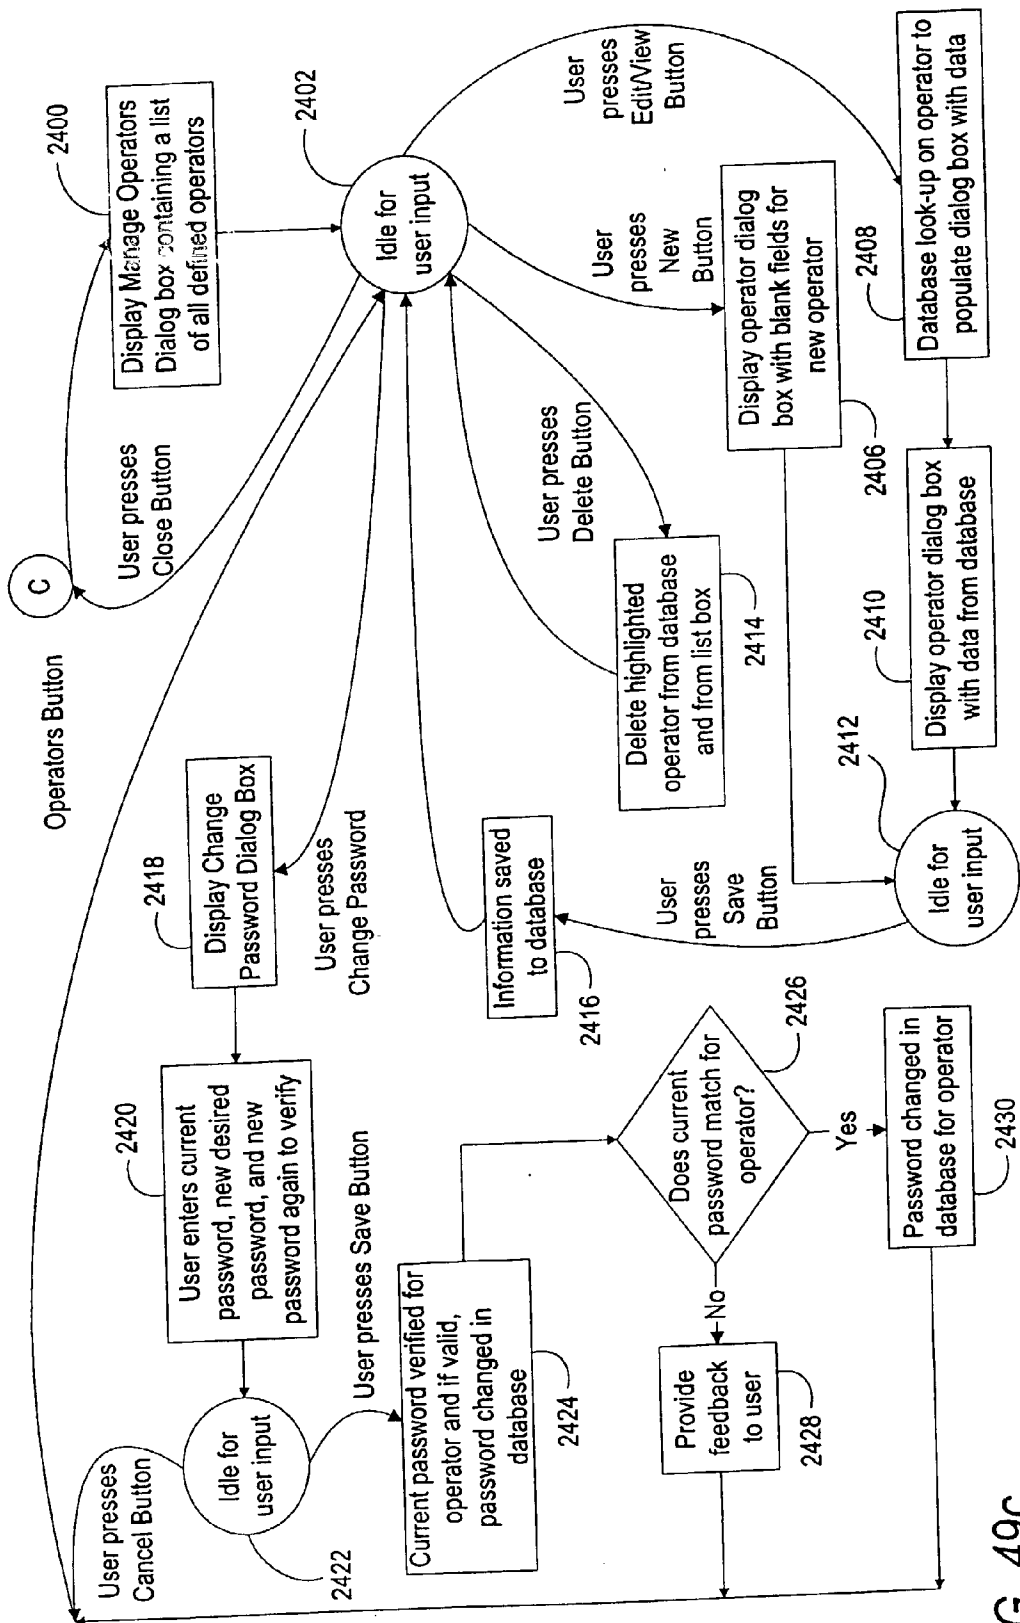 Operators Button
C
User presses
Close Button
2400
Display Manage Operators
Dialog box containing a list
of all defined operators
2402
Idle for
user input
User
presses
Edit/View
Button
User
presses
New
Button
User presses
Delete Button
User presses
Change Password
2418
Display Change
Password Dialog Box
2420
User enters current
password, new desired
password, and new
password again to verify
User presses
Cancel Button
Idle for
user input
2422
User presses Save Button
Current password verified for
operator and if valid,
password changed in
database
2424
Does current
password match for
operator?
2426
No
Yes
Provide
feedback
to user
2428
Password changed in
database for operator
2430
Information saved
to database
2416
User
presses
Save
Button
Delete highlighted
operator from database
and from list box
2414
Display operator dialog
box with blank fields for
new operator
2406
2408
Database look-up on operator to
populate dialog box with data
2410
Display operator dialog box
with data from database
2412
Idle for
user input
49c